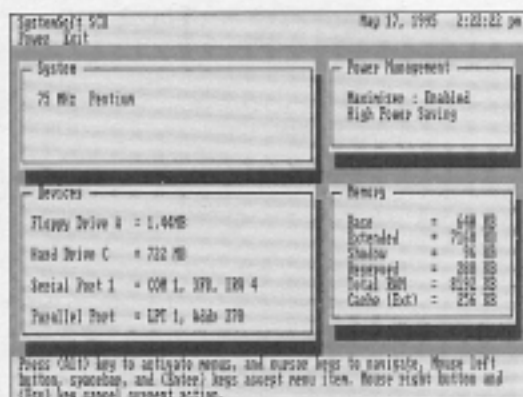 SystemSoft SCU May 17, 1995 2:22:22 pm
Power Exit
System
75 MHz Pentium
Power Management
Maximizer : Enabled
High Power Saving
Devices
Floppy Drive A = 1.44MB
Hard Drive C = 722 MB
Serial Port 1 = COM 1, 3F8, IRQ 4
Parallel Port = LPT 1, Addr 378
Memory
Base = 640 KB
Extended = 7168 KB
Shadow = 96 KB
Reserved = 288 KB
Total RAM = 8192 KB
Cache (Ext) = 256 KB
Press (Alt) key to activate menus, and cursor keys to navigate, Mouse left
button, spacebar, and (Enter) keys accept menu item. Mouse right button and
(Esc) key cancel current action.